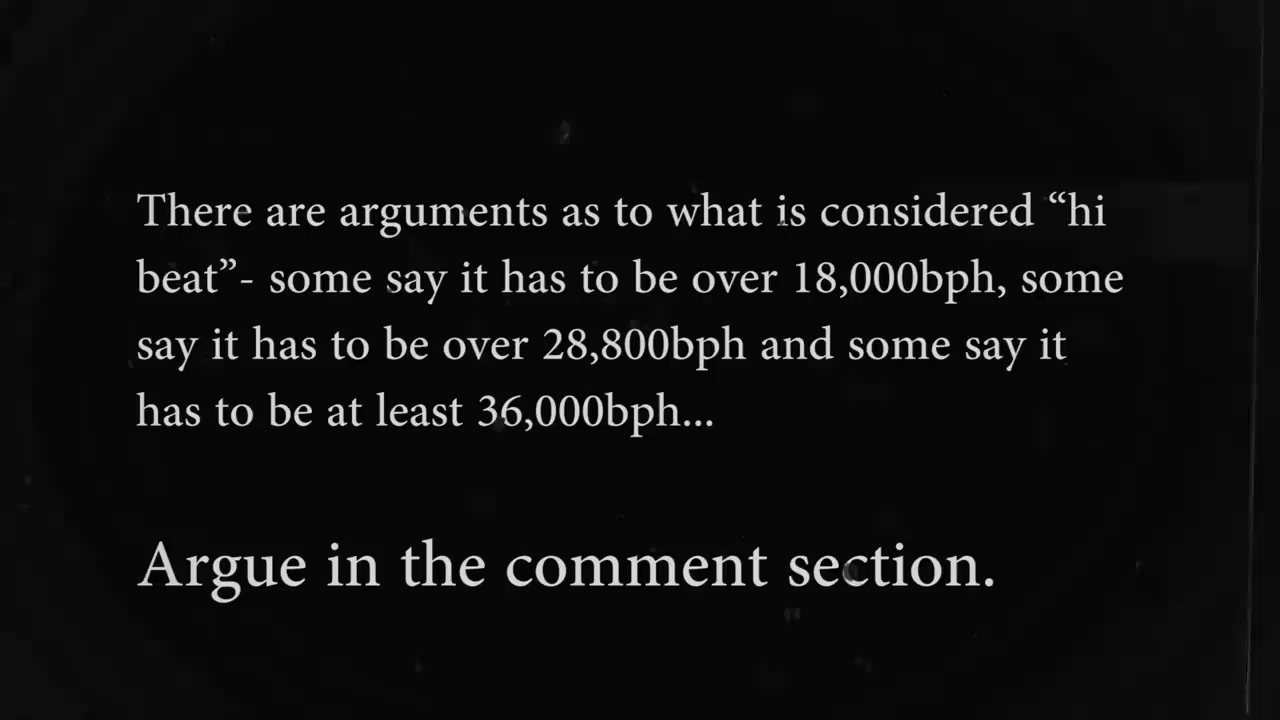 There are arguments as to what is considered “hi
beat”- some say it has to be over 18,000bph, some
say it has to be over 28,800bph and some say it
has to be at least 36,000bph...
Argue in the comment section.